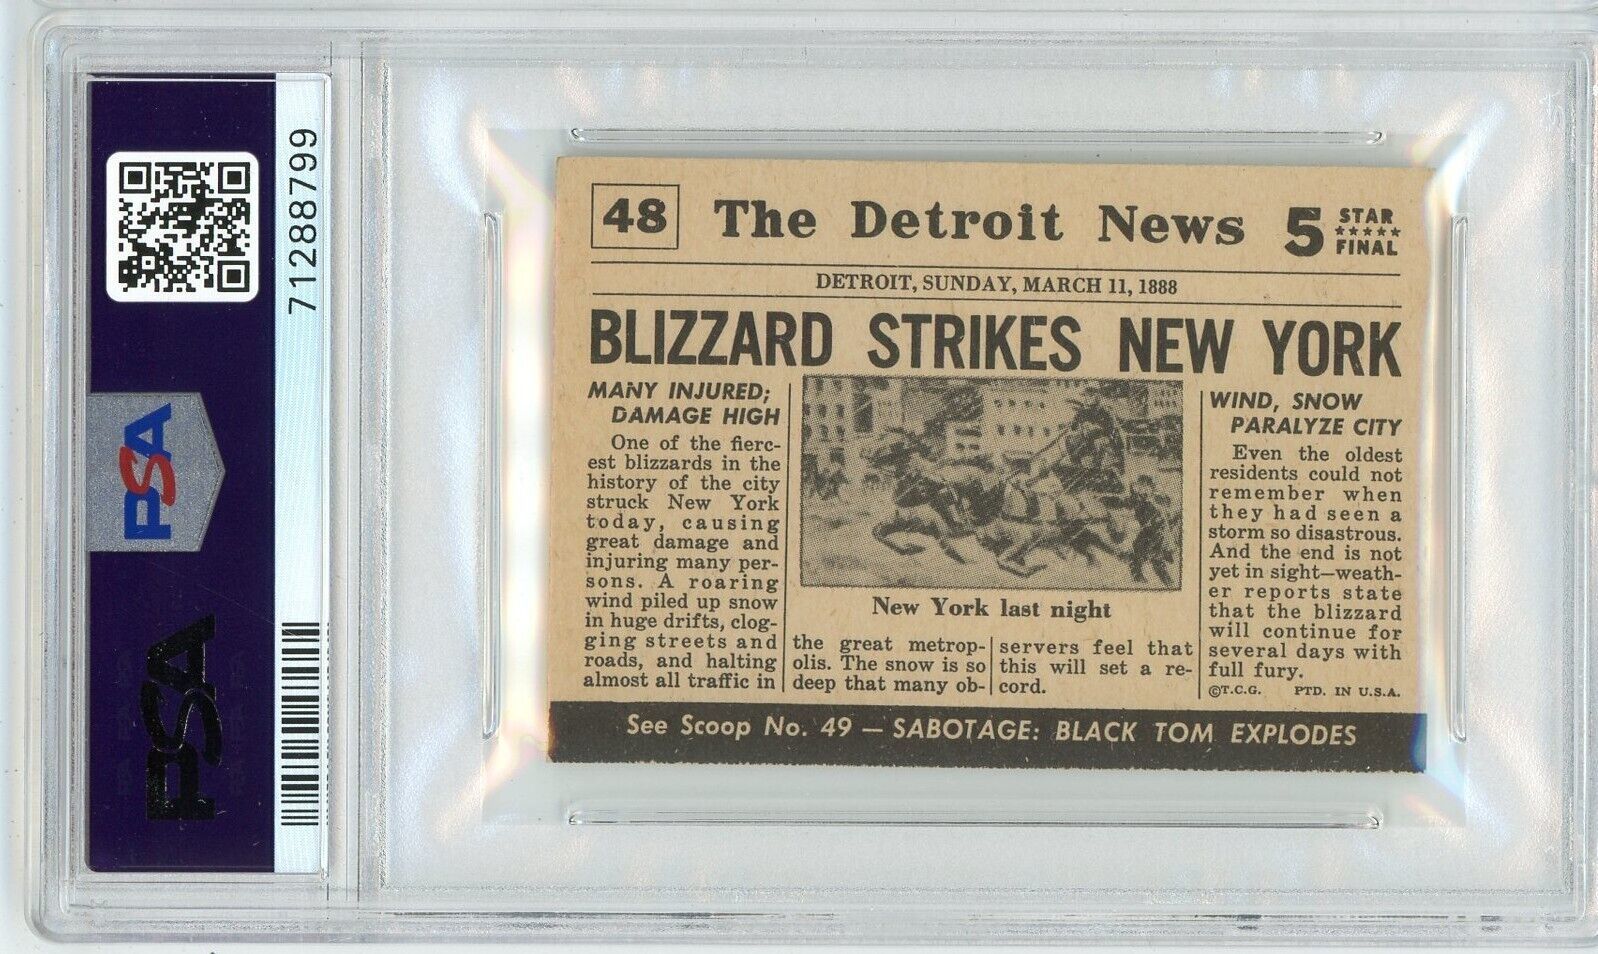 PSA
PSA
71288799
48
The Detroit News
5 STAR
FINAL
DETROIT, SUNDAY, MARCH 11, 1888
BLIZZARD STRIKES NEW YORK
MANY INJURED;
DAMAGE HIGH
One of the fierc-
est blizzards in the
history of the city
struck New York
today, causing
great damage and
injuring many per-
sons. A roaring
wind piled up snow
in huge drifts, clog-
ging streets and
roads, and halting
almost all traffic in
New York last night
the great metrop-
olis. The snow is so
deep that many ob-
servers feel that
this will set a re-
cord.
WIND, SNOW
PARALYZE CITY
Even the oldest
residents could not
remember when
they had seen a
storm so disastrous.
And the end is not
yet in sight—weath-
er reports state
that the blizzard
will continue for
several days with
full fury.
©T.C.G. PTD. IN U.S.A.
See Scoop No. 49 — SABOTAGE: BLACK TOM EXPLODES